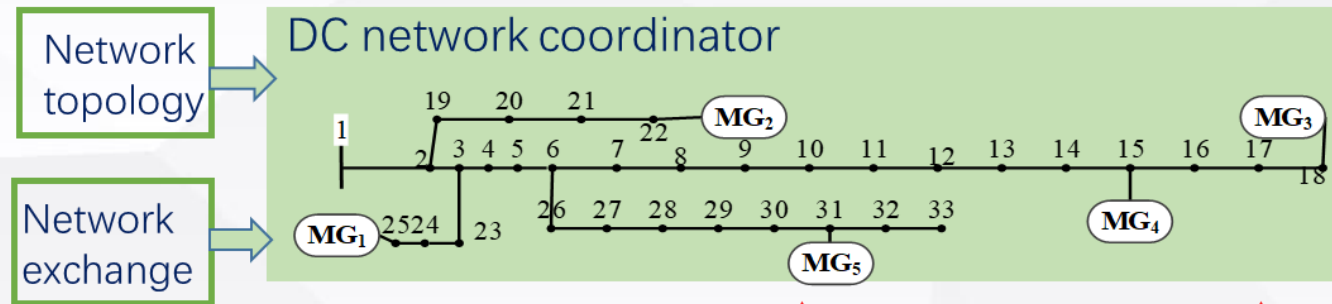 Network
topology
DC network coordinator
19 20 21 22 MG₂ MG₃
1 2 3 4 5 6 7 8 9 10 11 12 13 14 15 16 17 18
Network
exchange
MG₁ 25 24 23 26 27 28 29 30 31 32 33 MG₄
MG₅